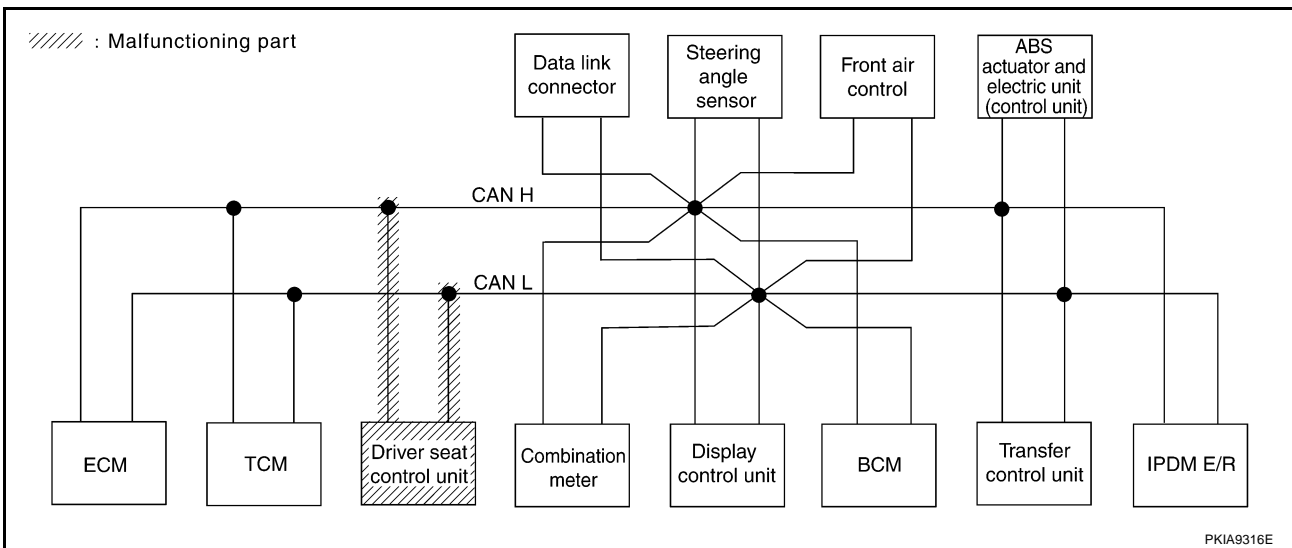 : Malfunctioning part
Data link
connector
Steering
angle
sensor
Front air
control
ABS
actuator and
electric unit
(control unit)
CAN H
CAN L
ECM
TCM
Driver seat
control unit
Combination
meter
Display
control unit
BCM
Transfer
control unit
IPDM E/R
PKIA9316E